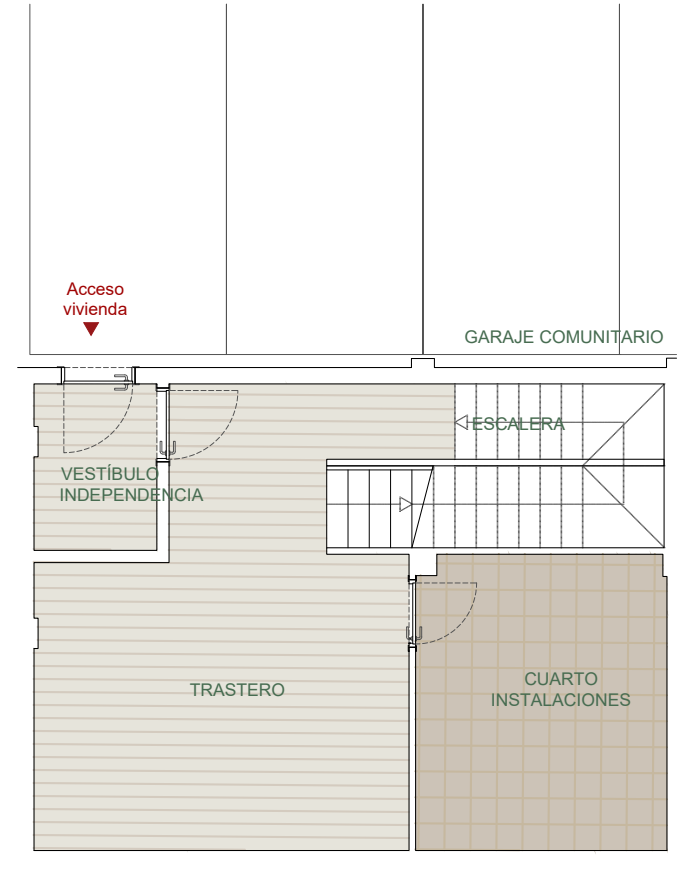 Acceso
vivienda
GARAJE COMUNITARIO
ESCALERA
VESTÍBULO
INDEPENDENCIA
TRASTERO
CUARTO
INSTALACIONES